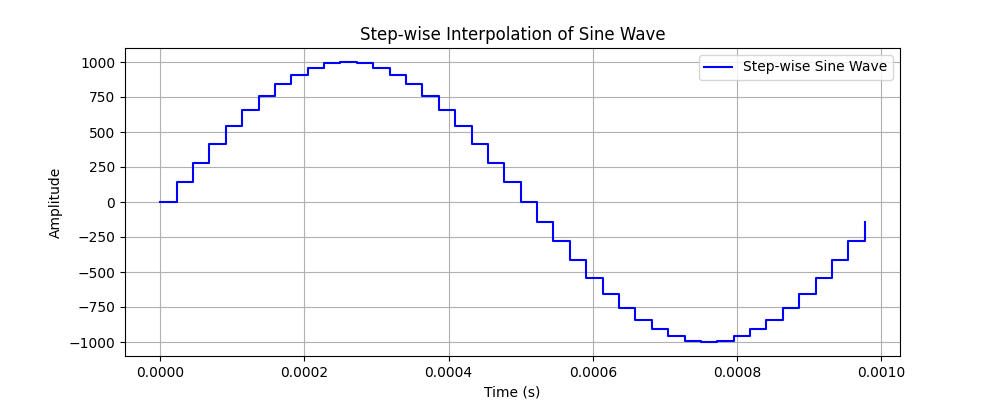 Step-wise Interpolation of Sine Wave
Step-wise Sine Wave
Amplitude
1000
750
500
250
0
−250
−500
−750
−1000
0.0000 0.0002 0.0004 0.0006 0.0008 0.0010
Time (s)